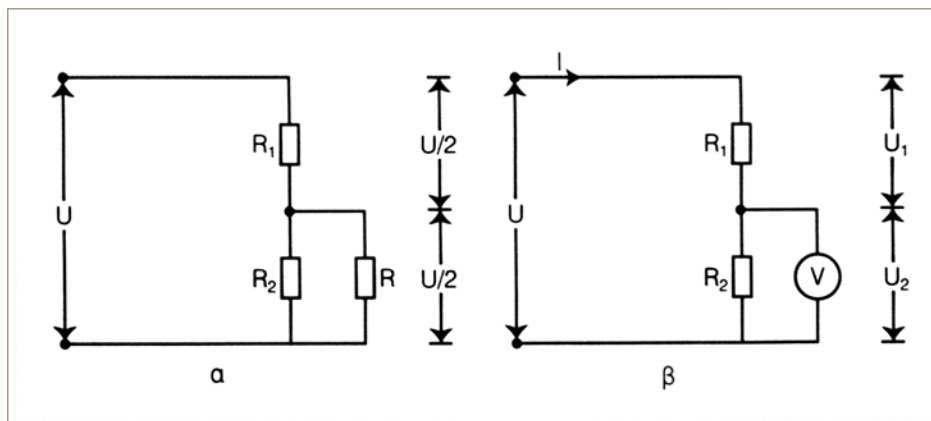 I
R₁
U/2
R₁
U₁
U
U
R₂
R
U/2
R₂
V
U₂
α
β